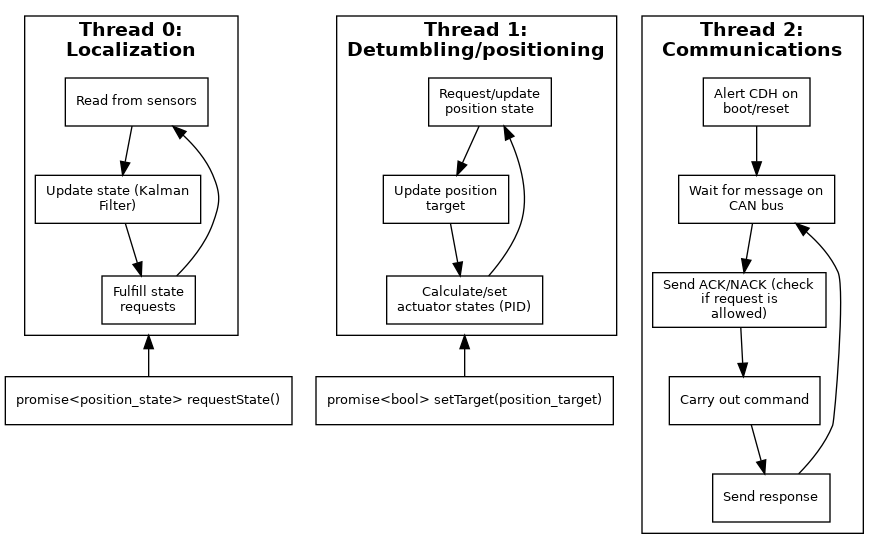 Thread 0:
Localization
Read from sensors
Update state (Kalman
Filter)
Fulfill state
requests
promise<position_state> requestState()
Thread 1:
Detumbling/positioning
Request/update
position state
Update position
target
Calculate/set
actuator states (PID)
promise<bool> setTarget(position_target)
Thread 2:
Communications
Alert CDH on
boot/reset
Wait for message on
CAN bus
Send ACK/NACK (check
if request is
allowed)
Carry out command
Send response